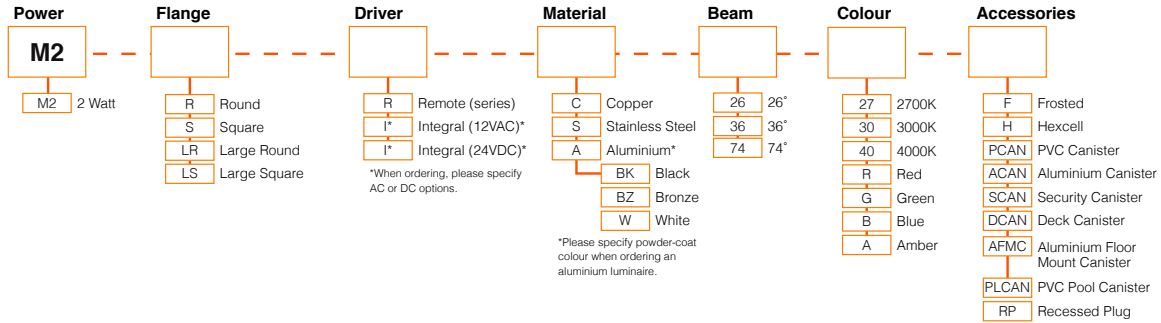 Power
Flange
Driver
Material
Beam
Colour
Accessories
M2
M2 2 Watt
R Round
S Square
LR Large Round
LS Large Square
R Remote (series)
I* Integral (12VAC)*
I* Integral (24VDC)*
*When ordering, please specify
AC or DC options.
C Copper
S Stainless Steel
A Aluminium*
BK Black
BZ Bronze
W White
*Please specify powder-coat
colour when ordering an
aluminium luminaire.
26 26°
36 36°
74 74°
27 2700K
30 3000K
40 4000K
R Red
G Green
B Blue
A Amber
F Frosted
H Hexcell
PCAN PVC Canister
ACAN Aluminium Canister
SCAN Security Canister
DCAN Deck Canister
AFMC Aluminium Floor
Mount Canister
PLCAN PVC Pool Canister
RP Recessed Plug